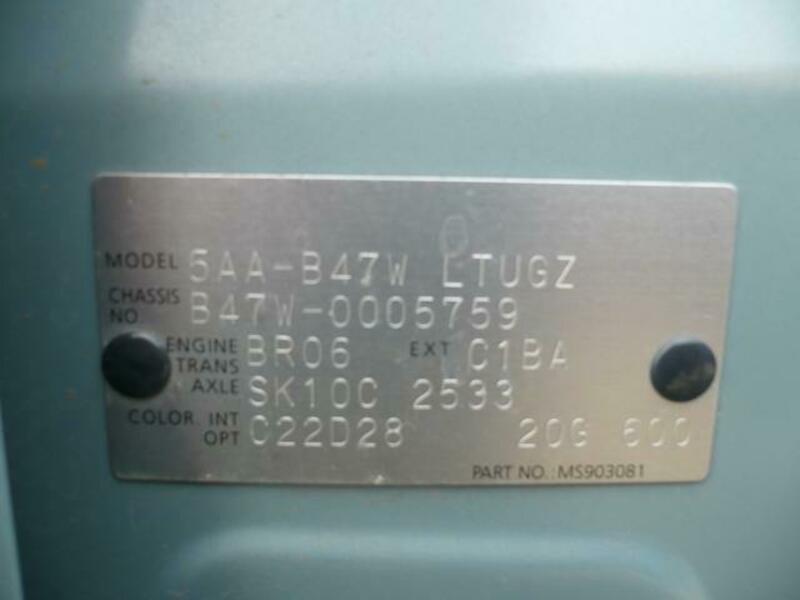 MODEL 5AA-B47W LTUGZ
CHASSIS NO B47W-0005759
ENGINE BR06 EXT C1BA
TRANS AXLE SK10C 2533
COLOR. INT OPT C22D28 20G 600
PART NO.: MS903081